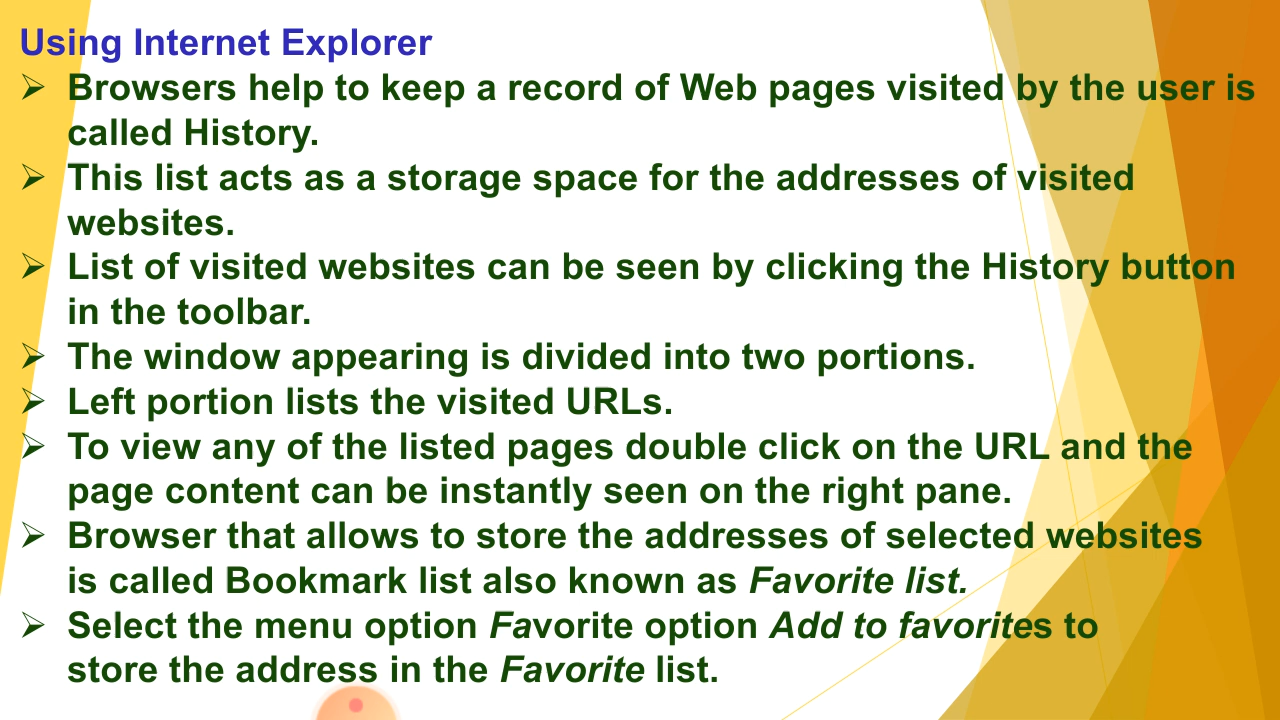 Using Internet Explorer
➢ Browsers help to keep a record of Web pages visited by the user is
called History.
➢ This list acts as a storage space for the addresses of visited
websites.
➢ List of visited websites can be seen by clicking the History button
in the toolbar.
➢ The window appearing is divided into two portions.
➢ Left portion lists the visited URLs.
➢ To view any of the listed pages double click on the URL and the
page content can be instantly seen on the right pane.
➢ Browser that allows to store the addresses of selected websites
is called Bookmark list also known as Favorite list.
➢ Select the menu option Favorite option Add to favorites to
store the address in the Favorite list.